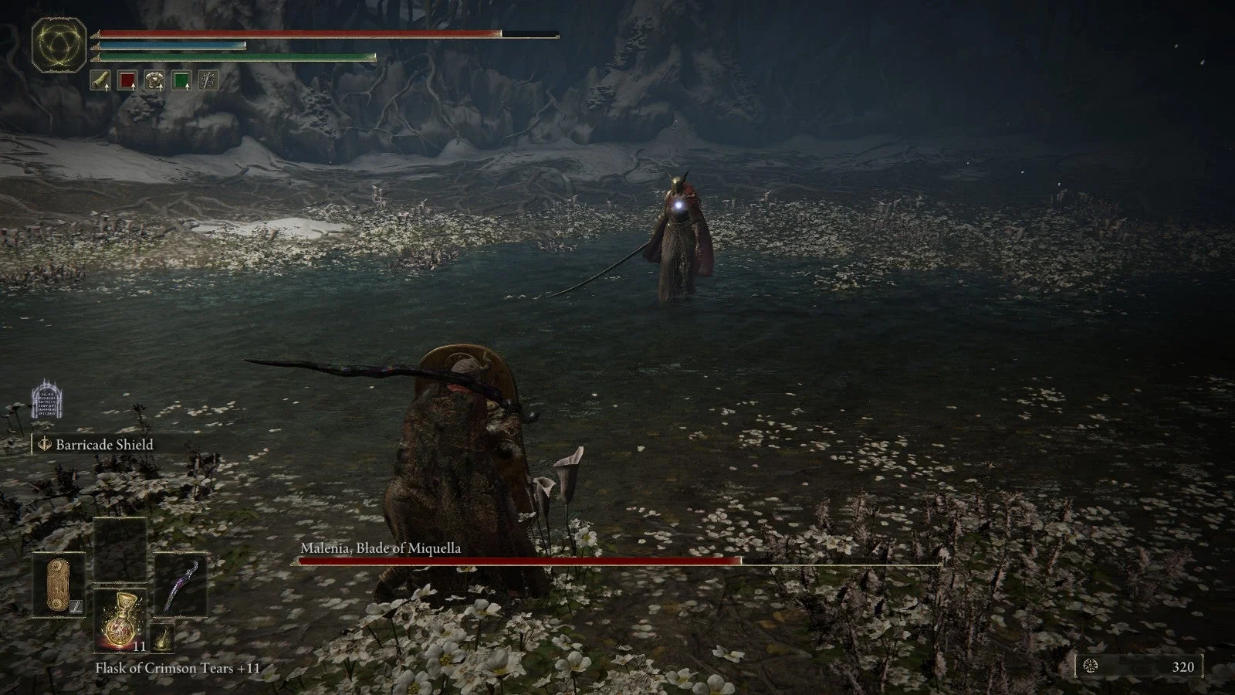 Barricade Shield
Malenia, Blade of Miquella
11
Flask of Crimson Tears +11
320